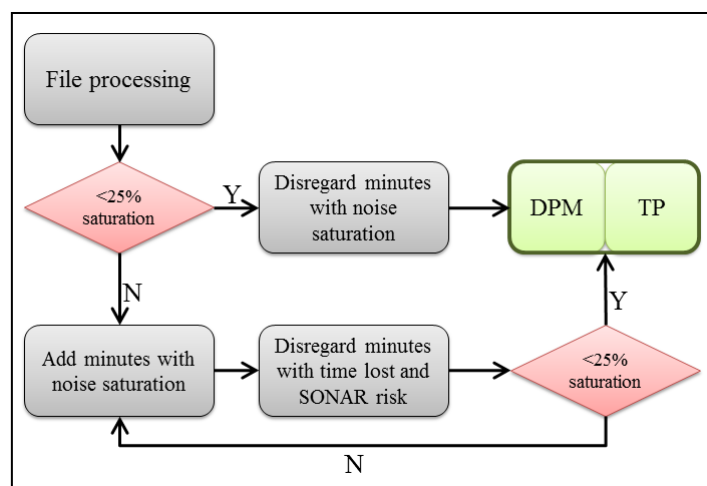 File processing
<25%
saturation
Y
Disregard minutes
with noise
saturation
DPM
TP
N
Y
Add minutes with
noise saturation
Disregard minutes
with time lost and
SONAR risk
<25%
saturation
N